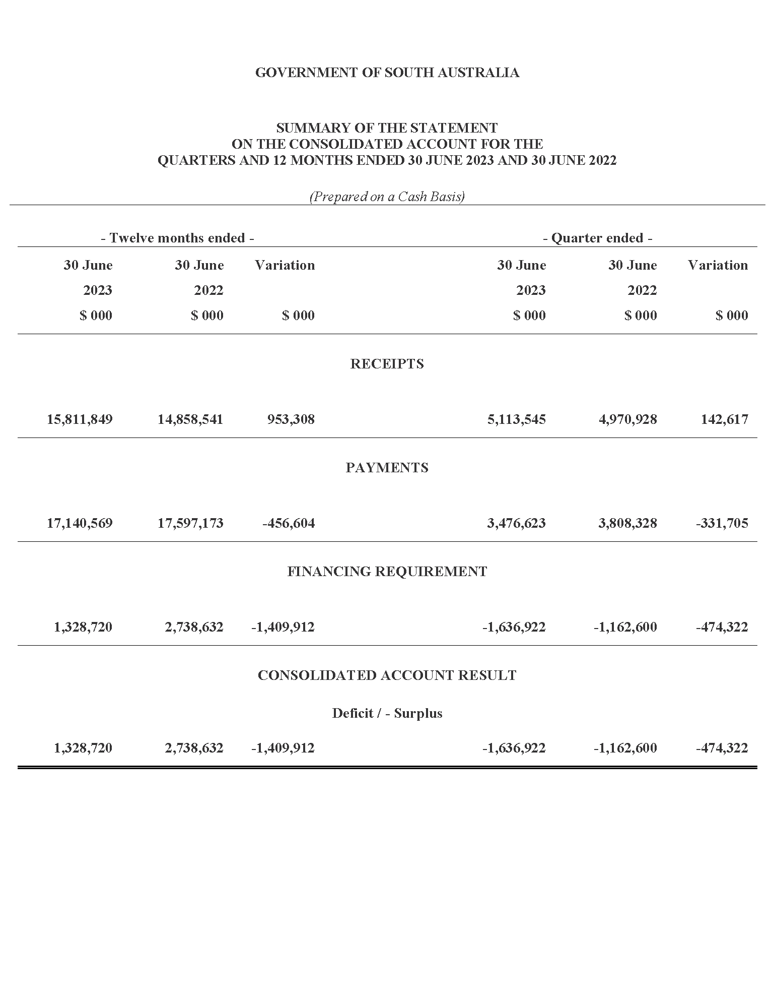 GOVERNMENT OF SOUTH AUSTRALIA
SUMMARY OF THE STATEMENT
ON THE CONSOLIDATED ACCOUNT FOR THE
QUARTERS AND 12 MONTHS ENDED 30 JUNE 2023 AND 30 JUNE 2022
(Prepared on a Cash Basis)
- Twelve months ended - - Quarter ended -
30 June 30 June Variation 30 June 30 June Variation
2023 2022 2023 2022
$ 000 $ 000 $ 000 $ 000 $ 000 $ 000
RECEIPTS
15,811,849 14,858,541 953,308 5,113,545 4,970,928 142,617
PAYMENTS
17,140,569 17,597,173 -456,604 3,476,623 3,808,328 -331,705
FINANCING REQUIREMENT
1,328,720 2,738,632 -1,409,912 -1,636,922 -1,162,600 -474,322
CONSOLIDATED ACCOUNT RESULT
Deficit / - Surplus
1,328,720 2,738,632 -1,409,912 -1,636,922 -1,162,600 -474,322